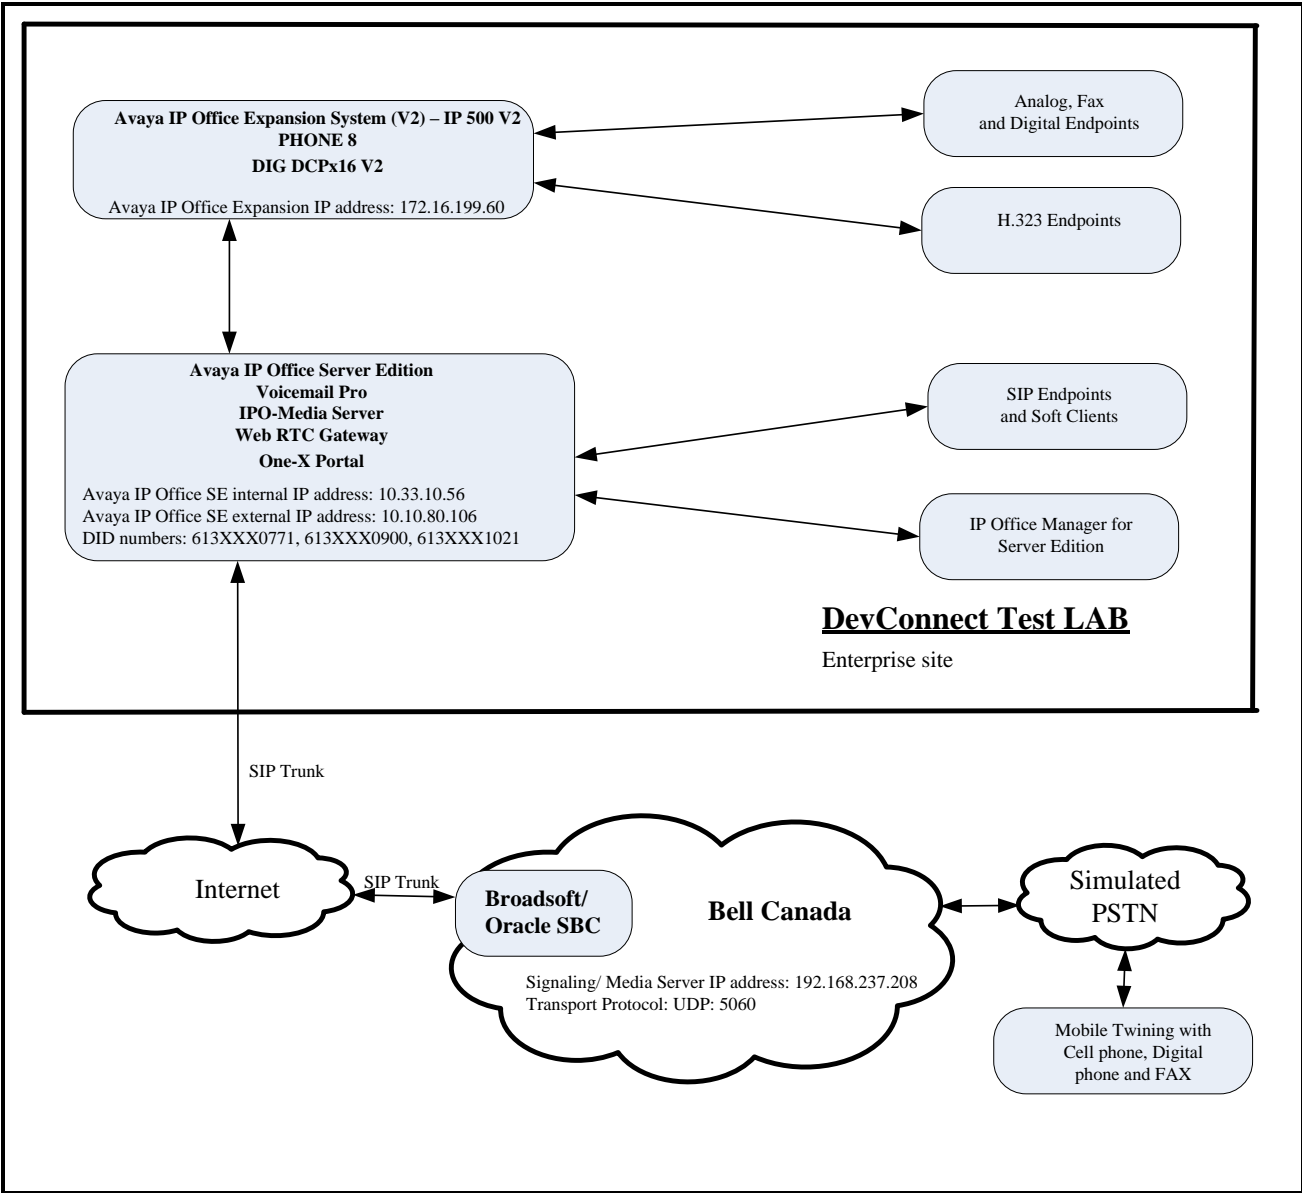 Avaya IP Office Expansion System (V2) – IP 500 V2
PHONE 8
DIG DCPx16 V2
Avaya IP Office Expansion IP address: 172.16.199.60
Analog, Fax
and Digital Endpoints
H.323 Endpoints
Avaya IP Office Server Edition
Voicemail Pro
IPO-Media Server
Web RTC Gateway
One-X Portal
Avaya IP Office SE internal IP address: 10.33.10.56
Avaya IP Office SE external IP address: 10.10.80.106
DID numbers: 613XXX0771, 613XXX0900, 613XXX1021
SIP Endpoints
and Soft Clients
IP Office Manager for
Server Edition
DevConnect Test LAB
Enterprise site
SIP Trunk
Internet
SIP Trunk
Broadsoft/
Oracle SBC
Bell Canada
Signaling/ Media Server IP address: 192.168.237.208
Transport Protocol: UDP: 5060
Simulated
PSTN
Mobile Twining with
Cell phone, Digital
phone and FAX